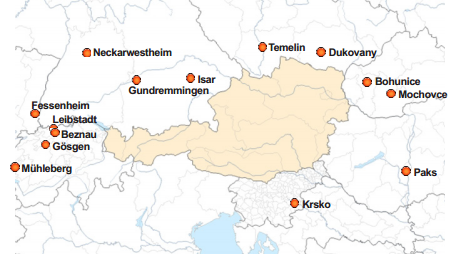 Temelin
Dukovany
Neckarwestheim
Isar
Gundremmingen
Bohunice
Mochovce
Fessenheim
Leibstadt
Beznau
Gösgen
Mühleberg
Paks
Krsko